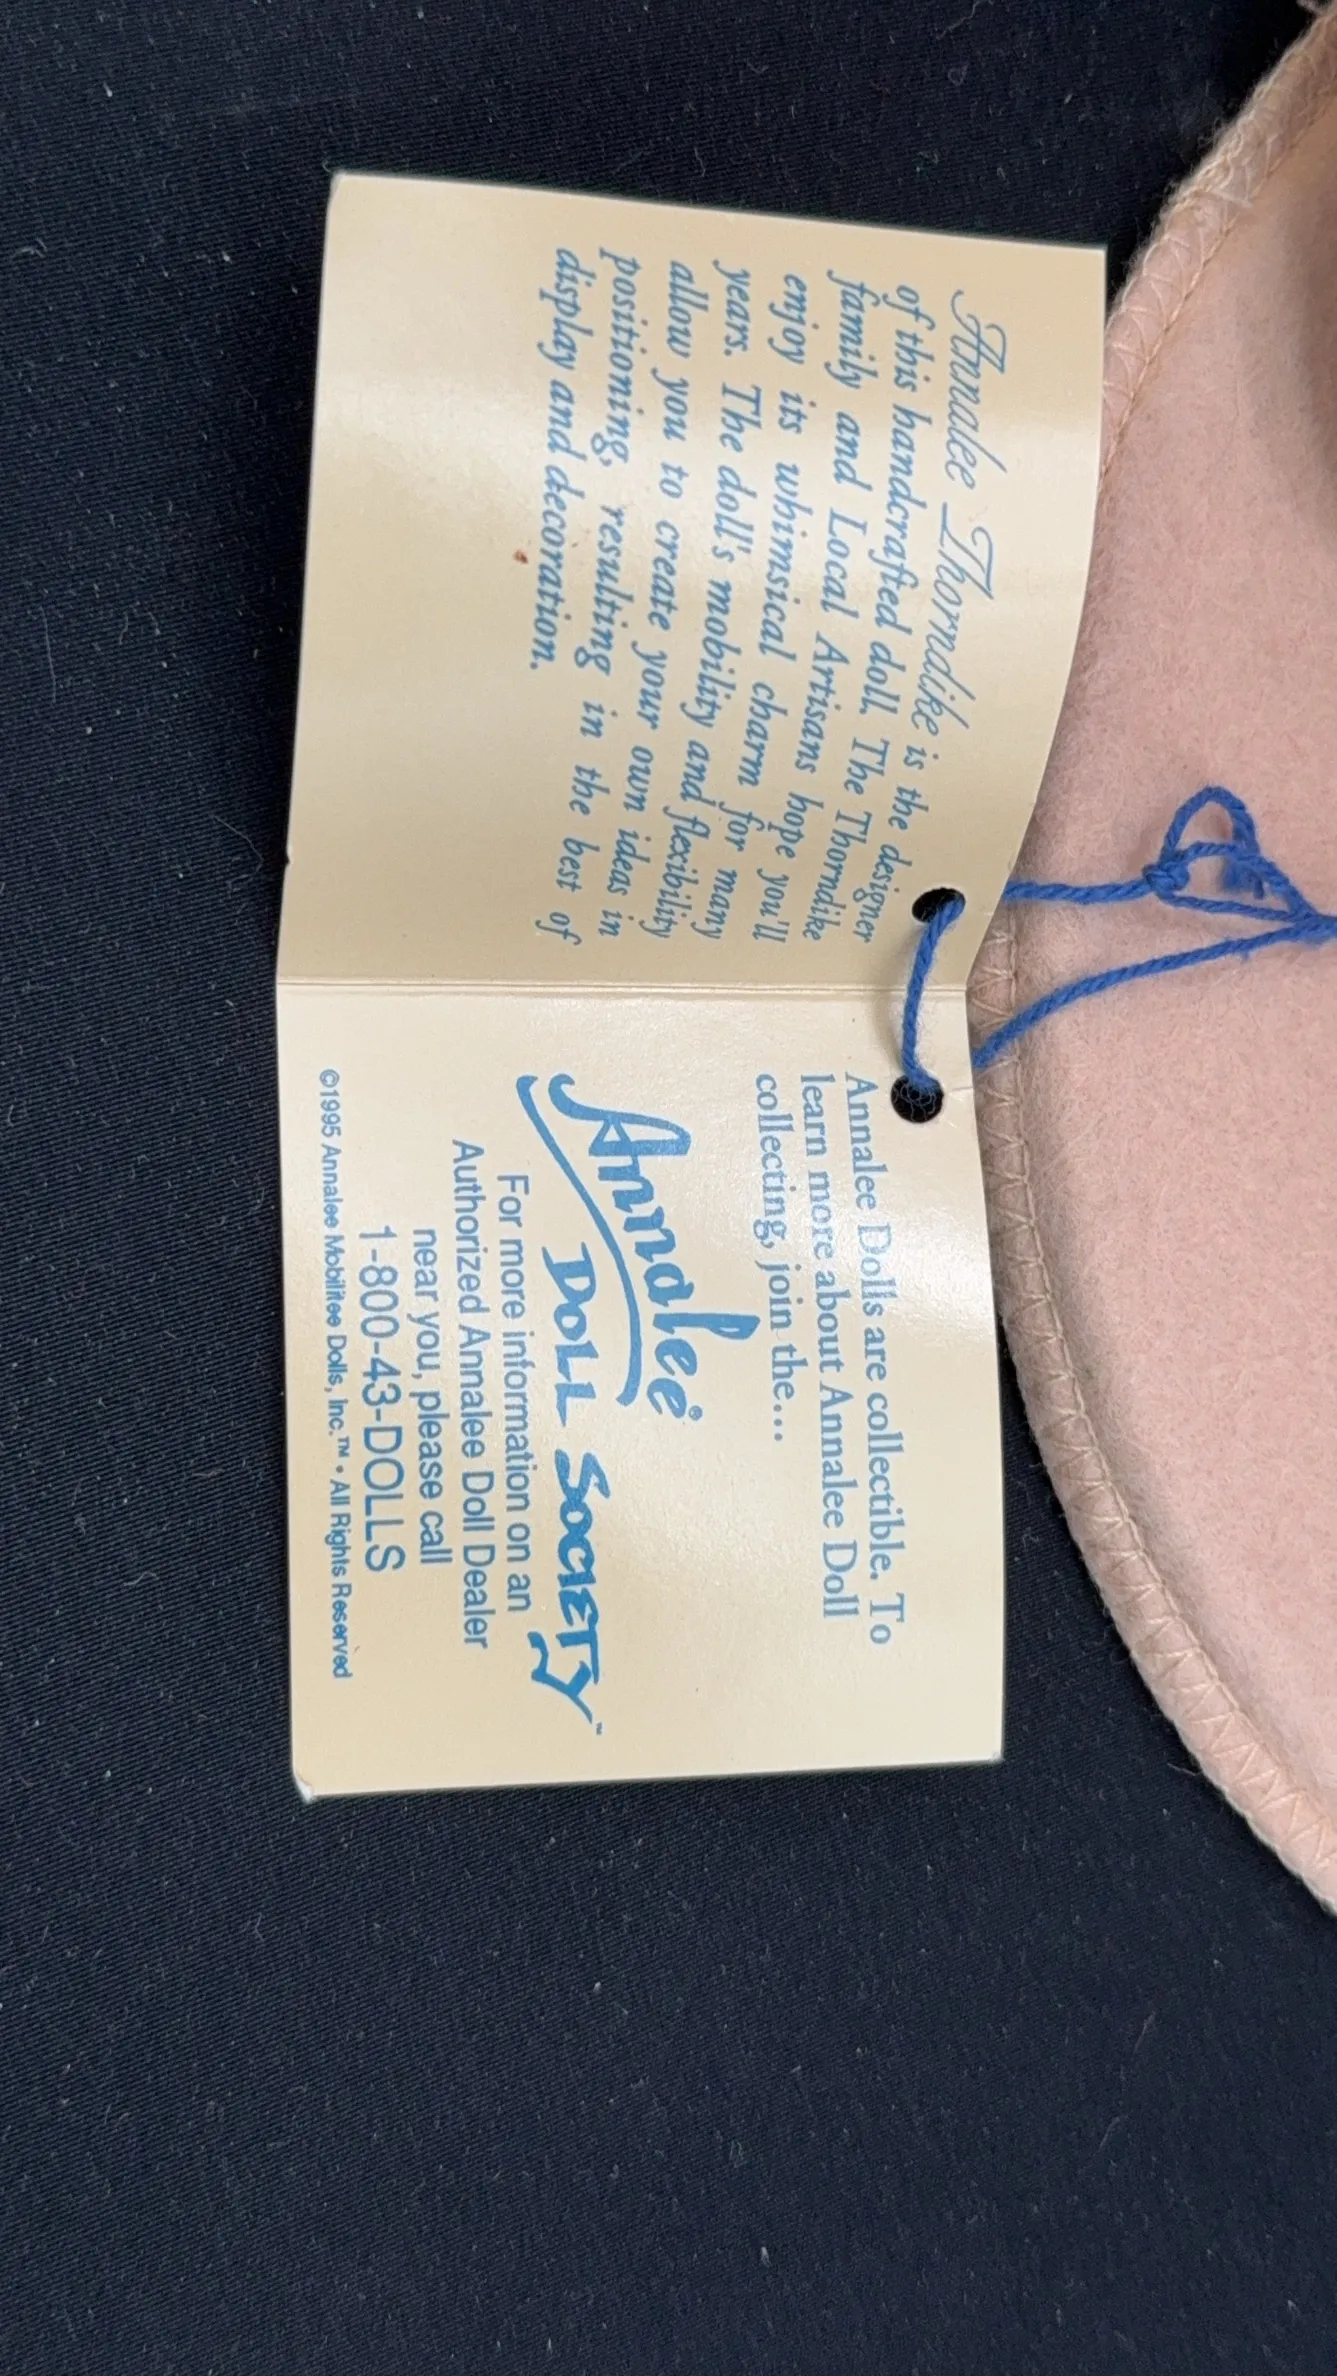 Annalee Thorndike is the designer
of this handcrafted doll. The Thorndike
family and Local Artisans hope you'll
enjoy its whimsical charm for many
years. The doll's mobility and flexibility
allow you to create your own ideas in
positioning, resulting in the best of
display and decoration.
Annalee Dolls are collectible. To
learn more about Annalee Doll
collecting, join the...
Annalee®
DOLL SOCIETY™
For more information on an
Authorized Annalee Doll Dealer
near you, please call
1-800-43-DOLLS
©1995 Annalee Mobilitee Dolls, Inc.™ • All Rights Reserved